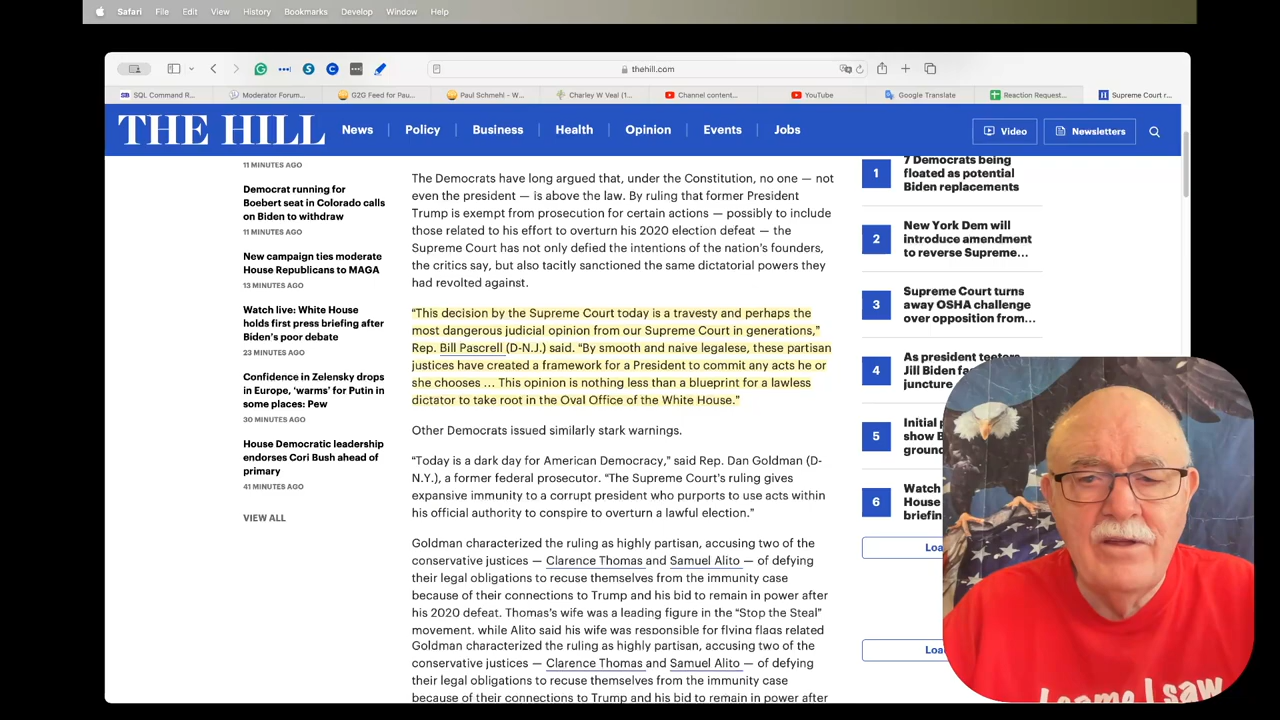 Safari File Edit View History Bookmarks Develop Window Help
thehill.com
SQL Command R... Moderator Forum... G2G Feed for Pau... Paul Schmehl - W... Charley W Veal (1... Channel content... YouTube Google Translate Reaction Request... Supreme Court r...
THE HILL News Policy Business Health Opinion Events Jobs Video Newsletters
11 MINUTES AGO
Democrat running for
Boebert seat in Colorado calls
on Biden to withdraw
11 MINUTES AGO
New campaign ties moderate
House Republicans to MAGA
13 MINUTES AGO
Watch live: White House
holds first press briefing after
Biden's poor debate
23 MINUTES AGO
Confidence in Zelensky drops
in Europe, 'warms' for Putin in
some places: Pew
30 MINUTES AGO
House Democratic leadership
endorses Cori Bush ahead of
primary
41 MINUTES AGO
VIEW ALL
The Democrats have long argued that, under the Constitution, no one — not
even the president — is above the law. By ruling that former President
Trump is exempt from prosecution for certain actions — possibly to include
those related to his effort to overturn his 2020 election defeat — the
Supreme Court has not only defied the intentions of the nation's founders,
the critics say, but also tacitly sanctioned the same dictatorial powers they
had revolted against.
“This decision by the Supreme Court today is a travesty and perhaps the
most dangerous judicial opinion from our Supreme Court in generations,”
Rep. Bill Pascrell (D-N.J.) said. “By smooth and naive legalese, these partisan
justices have created a framework for a President to commit any acts he or
she chooses ... This opinion is nothing less than a blueprint for a lawless
dictator to take root in the Oval Office of the White House.”
Other Democrats issued similarly stark warnings.
“Today is a dark day for American Democracy,” said Rep. Dan Goldman (D-
N.Y.), a former federal prosecutor. “The Supreme Court's ruling gives
expansive immunity to a corrupt president who purports to use acts within
his official authority to conspire to overturn a lawful election.”
Goldman characterized the ruling as highly partisan, accusing two of the
conservative justices — Clarence Thomas and Samuel Alito — of defying
their legal obligations to recuse themselves from the immunity case
because of their connections to Trump and his bid to remain in power after
his 2020 defeat. Thomas's wife was a leading figure in the “Stop the Steal”
movement, while Alito said his wife was responsible for flying flags related
Goldman characterized the ruling as highly partisan, accusing two of the
conservative justices — Clarence Thomas and Samuel Alito — of defying
their legal obligations to recuse themselves from the immunity case
because of their connections to Trump and his bid to remain in power after
1 7 Democrats being
floated as potential
Biden replacements
2 New York Dem will
introduce amendment
to reverse Supreme...
3 Supreme Court turns
away OSHA challenge
over opposition from...
4 As president teeters,
Jill Biden
juncture
5 Initial
show
6 Watch
House
I came I saw